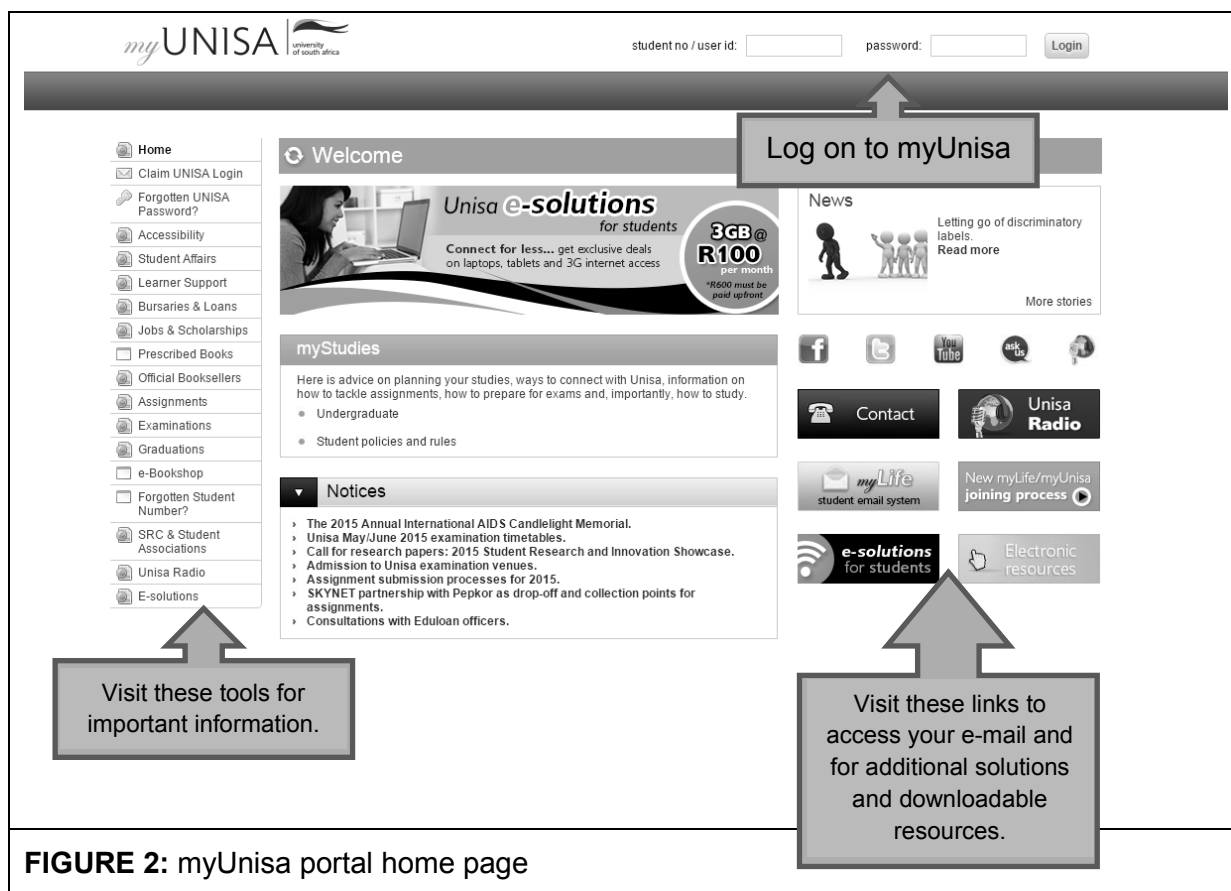 myUNISA
university
of south africa
student no / user id:
password:
Login
Log on to myUnisa
Home
Claim UNISA Login
Forgotten UNISA
Password?
Accessibility
Student Affairs
Learner Support
Bursaries & Loans
Jobs & Scholarships
Prescribed Books
Official Booksellers
Assignments
Examinations
Graduations
e-Bookshop
Forgotten Student
Number?
SRC & Student
Associations
Unisa Radio
E-solutions
Visit these tools for
important information.
Welcome
Unisa e-solutions
for students
Connect for less... get exclusive deals
on laptops, tablets and 3G internet access
3GB @
R100
per month
*R600 must be
paid upfront
myStudies
Here is advice on planning your studies, ways to connect with Unisa, information on
how to tackle assignments, how to prepare for exams and, importantly, how to study.
Undergraduate
Student policies and rules
Notices
The 2015 Annual International AIDS Candlelight Memorial.
Unisa May/June 2015 examination timetables.
Call for research papers: 2015 Student Research and Innovation Showcase.
Admission to Unisa examination venues.
Assignment submission processes for 2015.
SKYNET partnership with Pepkor as drop-off and collection points for
assignments.
Consultations with Eduloan officers.
News
Letting go of discriminatory
labels.
Read more
More stories
f
t
You
Tube
ask
us
Contact
Unisa
Radio
myLife
student email system
New myLife/myUnisa
joining process
e-solutions
for students
Electronic
resources
Visit these links to
access your e-mail and
for additional solutions
and downloadable
resources.
FIGURE 2: myUnisa portal home page